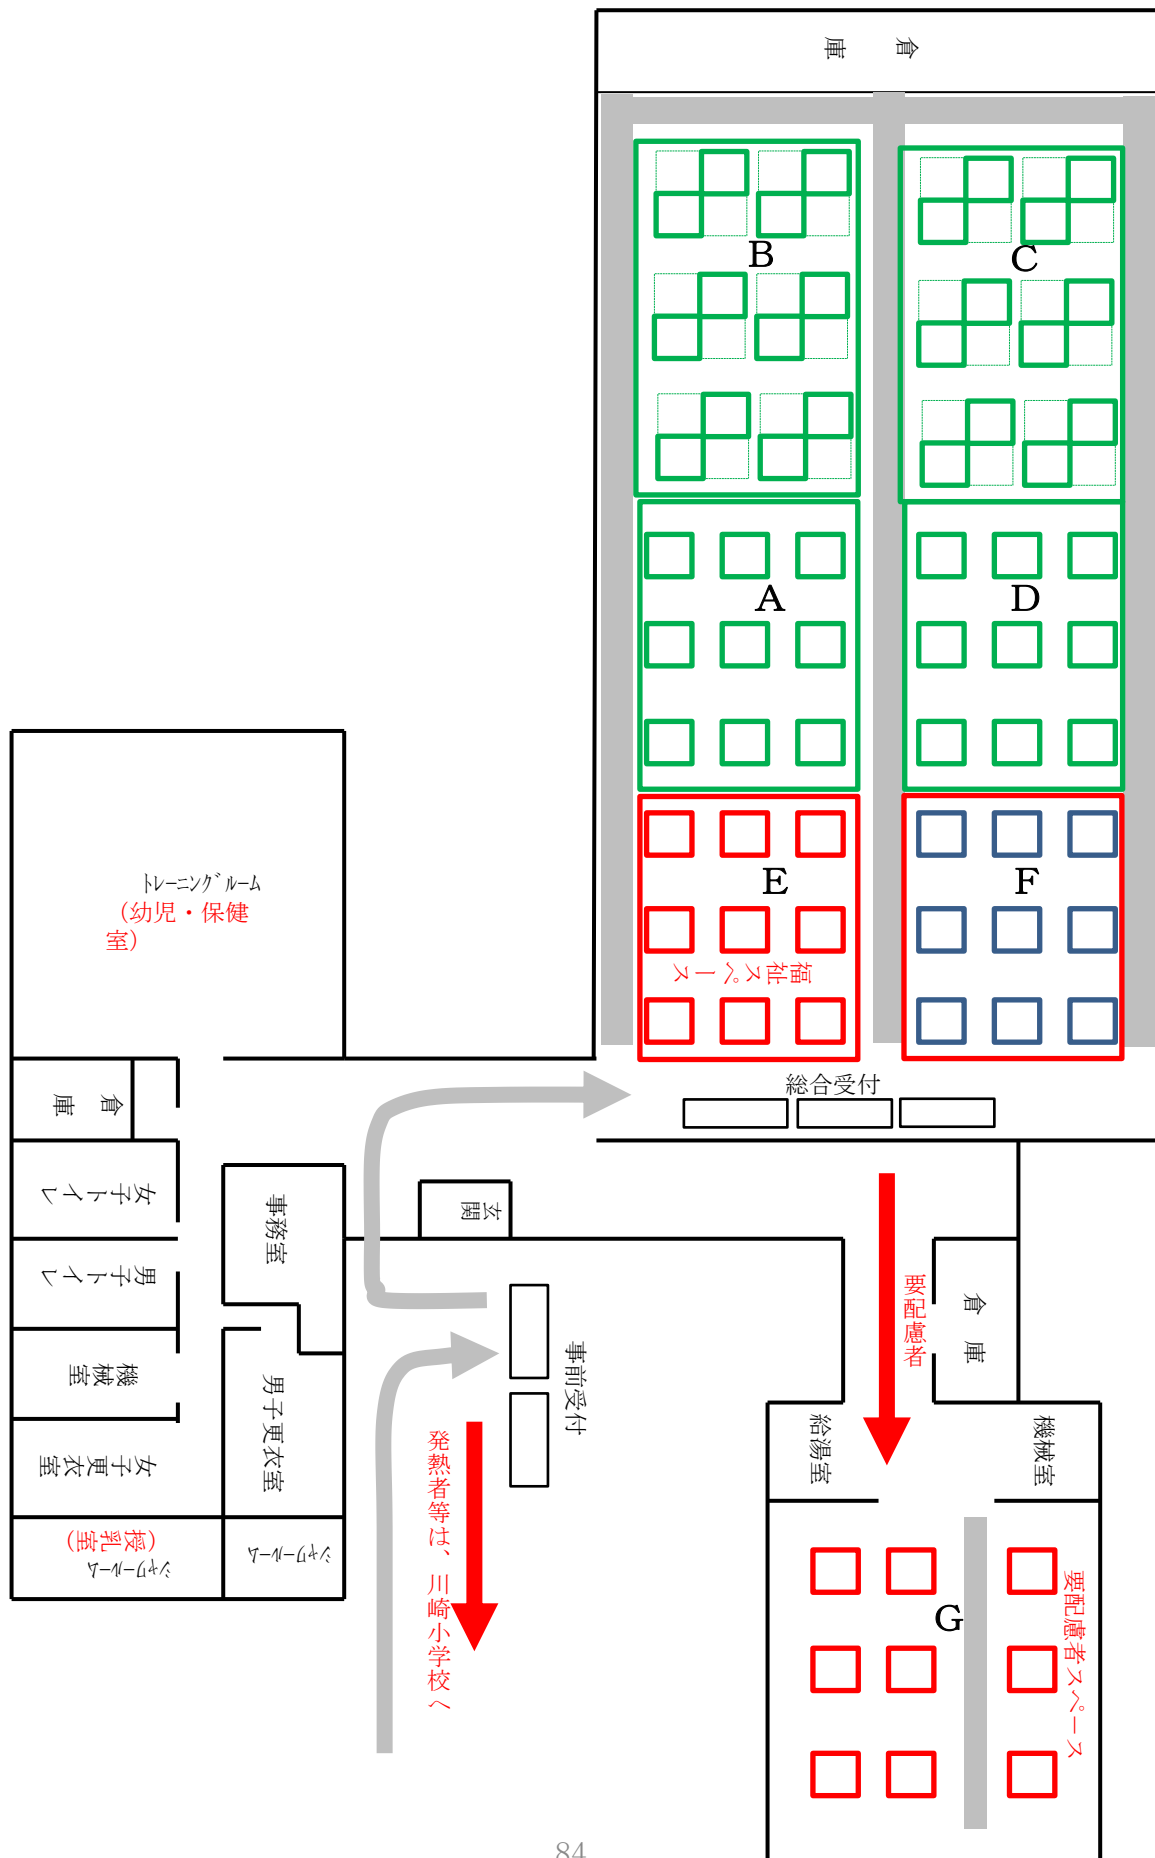 倉庫
B
C
A
D
E
F
福祉スペース
トレーニングルーム
(幼児・保健
室)
総合受付
倉庫
女子トイレ
男子トイレ
機械室
女子更衣室
(授乳室)
シャワールーム
事務室
男子更衣室
シャワールーム
玄関
事前受付
発熱者等は、川崎小学校へ
要配慮者
倉庫
給湯室
機械室
G
要配慮者スペース
84